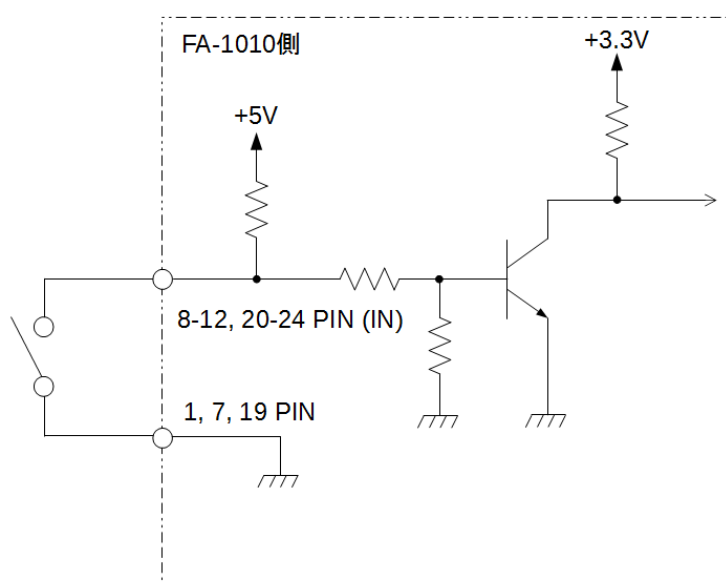 FA-1010側
+3.3V
+5V
8-12, 20-24 PIN (IN)
1, 7, 19 PIN